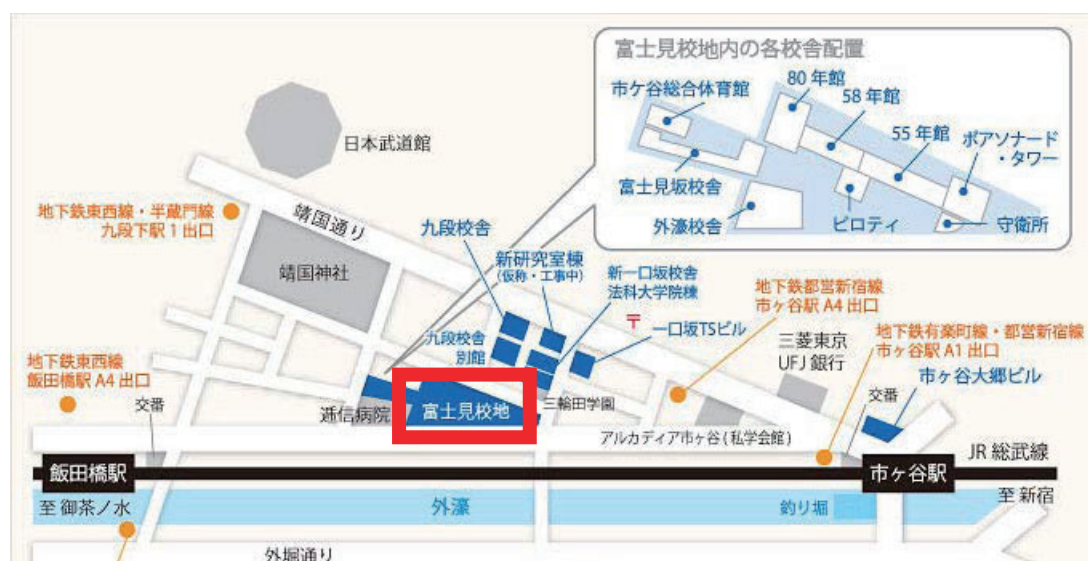 富士見校地内の各校舎配置
市ケ谷総合体育館
80年館
58年館
55年館
ボアソナード
・タワー
富士見坂校舎
外濠校舎
ピロティ
守衛所
日本武道館
地下鉄東西線・半蔵門線
九段下駅1出口
靖国通り
靖国神社
九段校舎
新研究室棟
(仮称・工事中)
新一口坂校舎
法科大学院棟
〒
一口坂TSビル
地下鉄都営新宿線
市ヶ谷駅A4出口
三菱東京
UFJ銀行
地下鉄有楽町線・都営新宿線
市ヶ谷駅A1出口
市ヶ谷大郷ビル
交番
九段校舎
別館
地下鉄東西線
飯田橋駅A4出口
交番
逓信病院
富士見校地
三輪田学園
アルカディア市ヶ谷(私学会館)
JR総武線
飯田橋駅
市ヶ谷駅
至 御茶ノ水
外濠
釣り堀
至 新宿
外堀通り